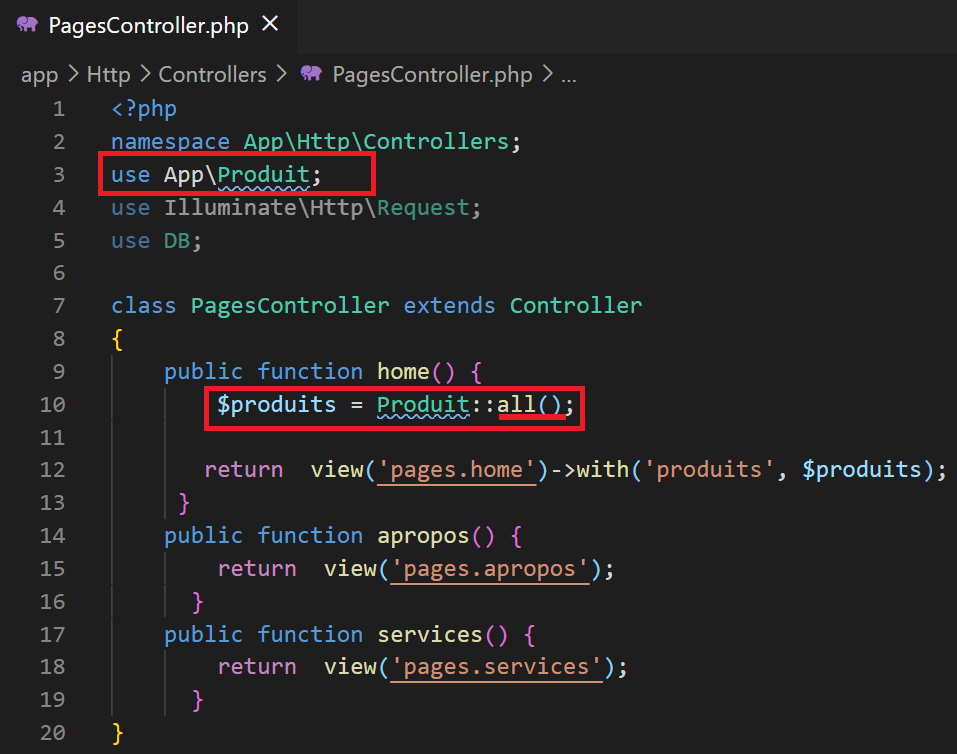 PagesController.php ×
app > Http > Controllers > PagesController.php > ...
1 <?php
2 namespace App\Http\Controllers;
3 use App\Produit;
4 use Illuminate\Http\Request;
5 use DB;
6
7 class PagesController extends Controller
8 {
9 public function home() {
10 $produits = Produit::all();
11
12 return view('pages.home')->with('produits', $produits);
13 }
14 public function apropos() {
15 return view('pages.apropos');
16 }
17 public function services() {
18 return view('pages.services');
19 }
20 }